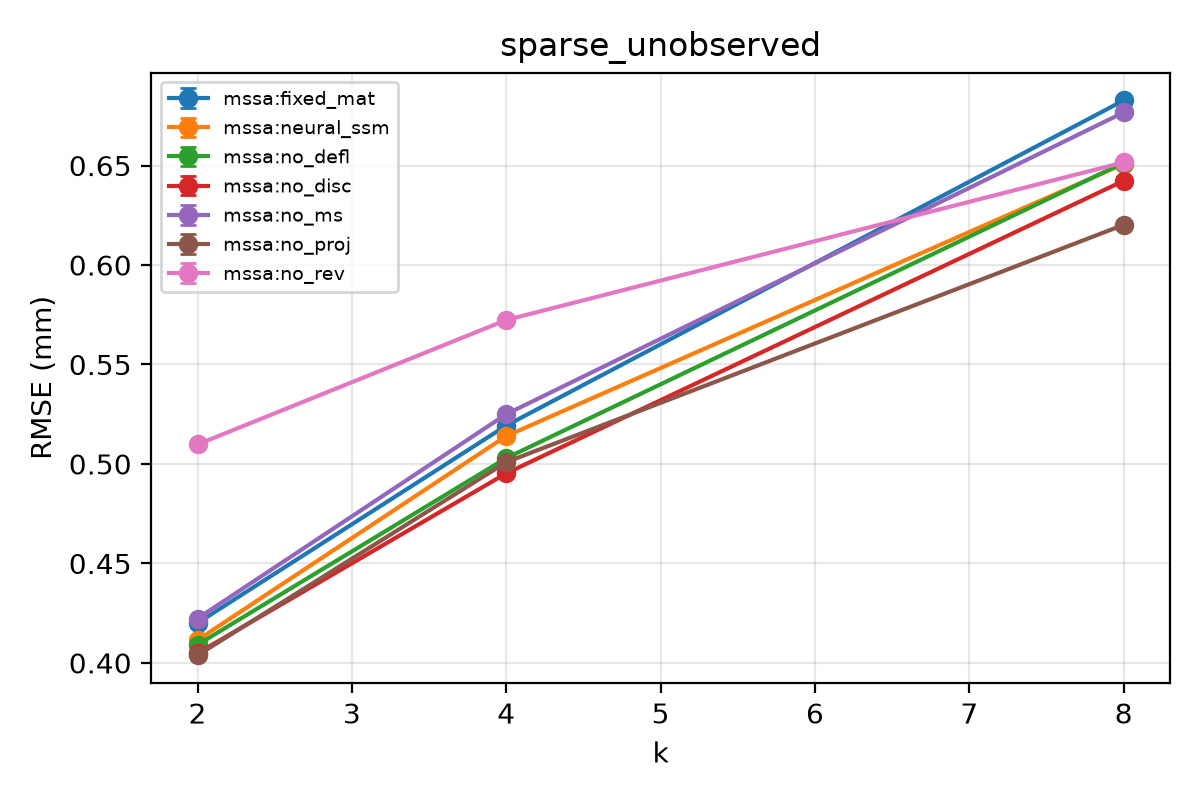 sparse_unobserved
mssa:fixed_mat
mssa:neural_ssm
mssa:no_defl
mssa:no_disc
mssa:no_ms
mssa:no_proj
mssa:no_rev
RMSE (mm)
0.65
0.60
0.55
0.50
0.45
0.40
2 3 4 5 6 7 8
k